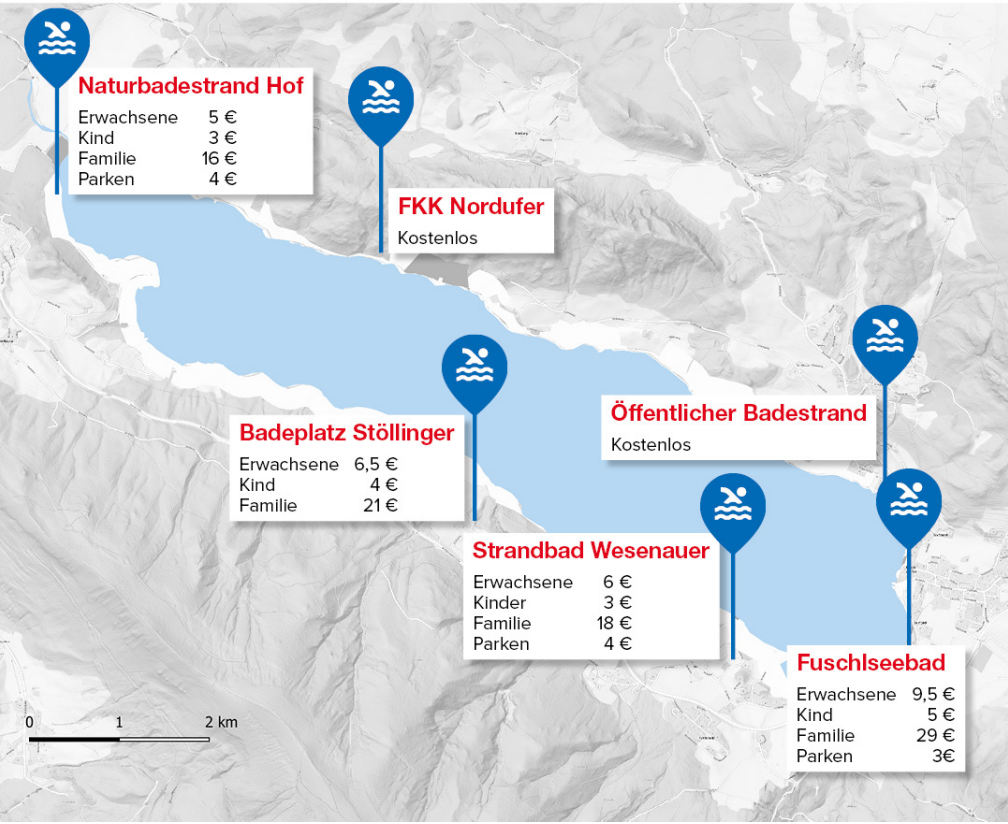 Naturbadestrand Hof
Erwachsene 5 €
Kind 3 €
Familie 16 €
Parken 4 €
FKK Nordufer
Kostenlos
Öffentlicher Badestrand
Kostenlos
Badeplatz Stöllinger
Erwachsene 6,5 €
Kind 4 €
Familie 21 €
Strandbad Wesenauer
Erwachsene 6 €
Kinder 3 €
Familie 18 €
Parken 4 €
Fuschlseebad
Erwachsene 9,5 €
Kind 5 €
Familie 29 €
Parken 3€
0 1 2 km